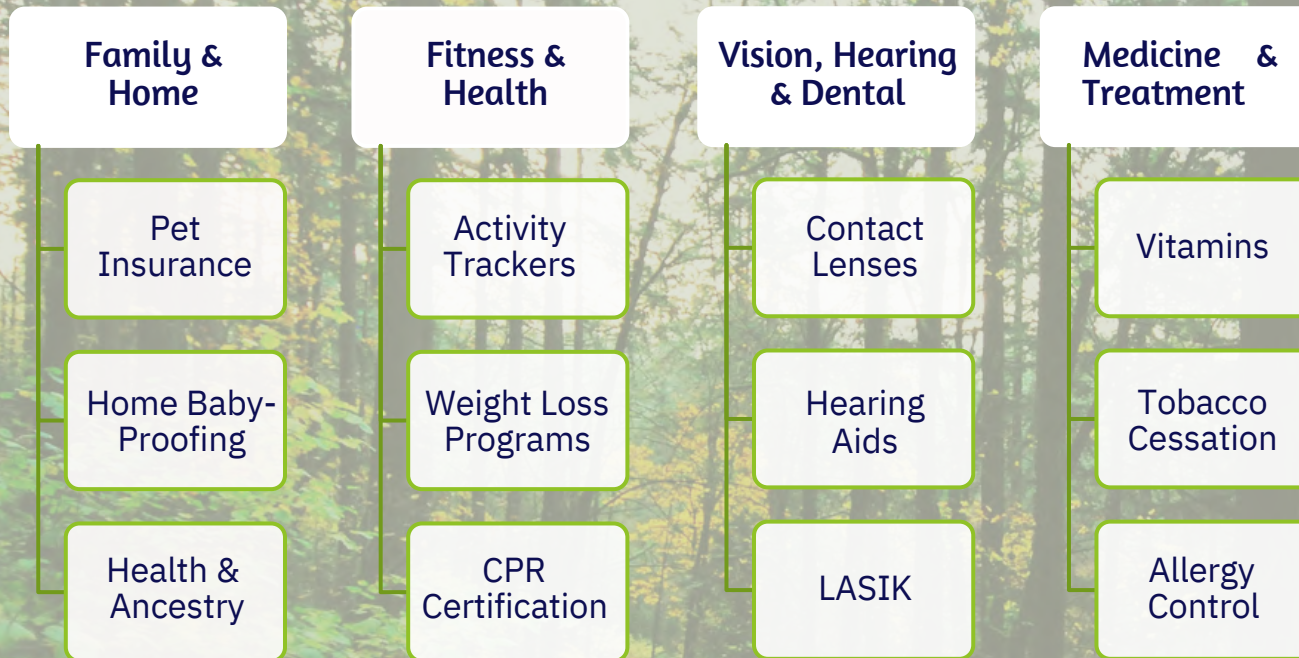 Family &
Home
Pet
Insurance
Home Baby-
Proofing
Health &
Ancestry
Fitness &
Health
Activity
Trackers
Weight Loss
Programs
CPR
Certification
Vision, Hearing
& Dental
Contact
Lenses
Hearing
Aids
LASIK
Medicine &
Treatment
Vitamins
Tobacco
Cessation
Allergy
Control